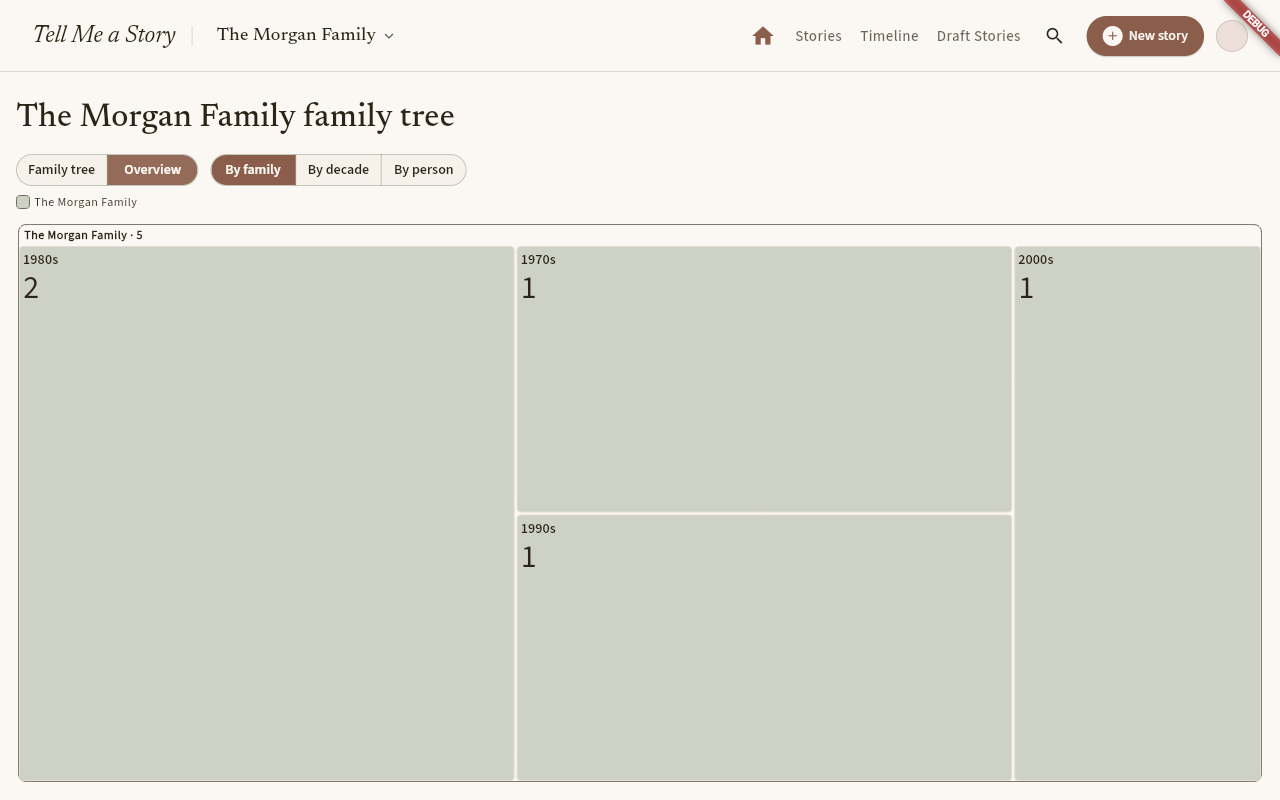 Tell Me a Story
The Morgan Family
Stories
Timeline
Draft Stories
New story
DEBUG
The Morgan Family family tree
Family tree
Overview
By family
By decade
By person
The Morgan Family
The Morgan Family · 5
1980s
2
1970s
1
2000s
1
1990s
1